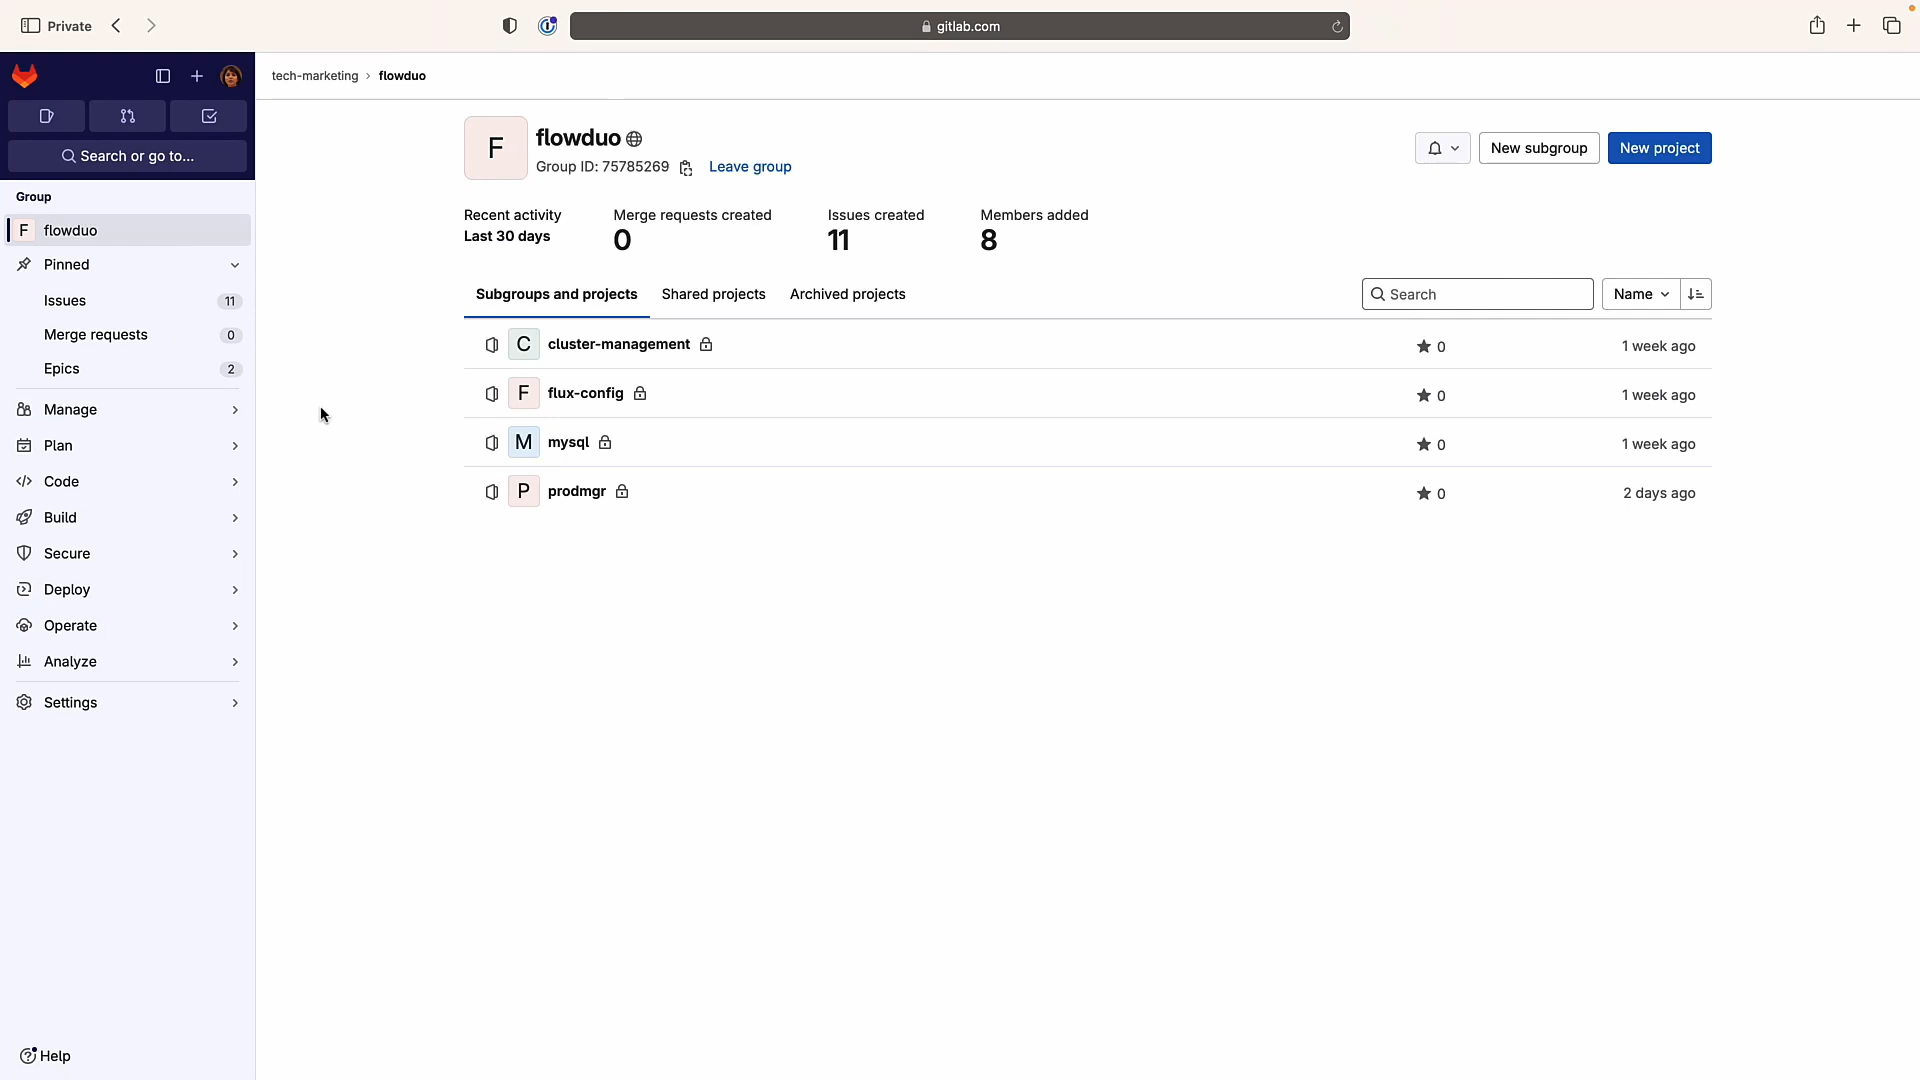 Private
gitlab.com
tech-marketing › flowduo
Search or go to...
Group
F flowduo
Pinned
Issues 11
Merge requests 0
Epics 2
Manage
Plan
Code
Build
Secure
Deploy
Operate
Analyze
Settings
Help
F
flowduo
Group ID: 75785269 Leave group
New subgroup
New project
Recent activity Merge requests created Issues created Members added
Last 30 days 0 11 8
Subgroups and projects Shared projects Archived projects Search Name
C cluster-management 0 1 week ago
F flux-config 0 1 week ago
M mysql 0 1 week ago
P prodmgr 0 2 days ago